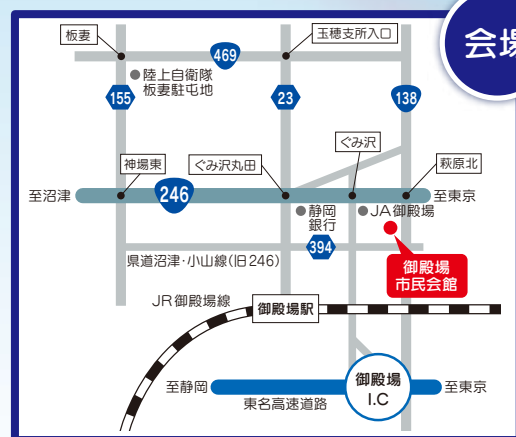 会場
板妻
469
玉穂支所入口
陸上自衛隊
板妻駐屯地
155
23
138
ぐみ沢
神場東
ぐみ沢丸田
萩原北
至沼津
246
至東京
静岡
銀行
JA御殿場
394
県道沼津・小山線(旧246)
御殿場
市民会館
JR御殿場線
御殿場駅
御殿場
I.C
至静岡
至東京
東名高速道路